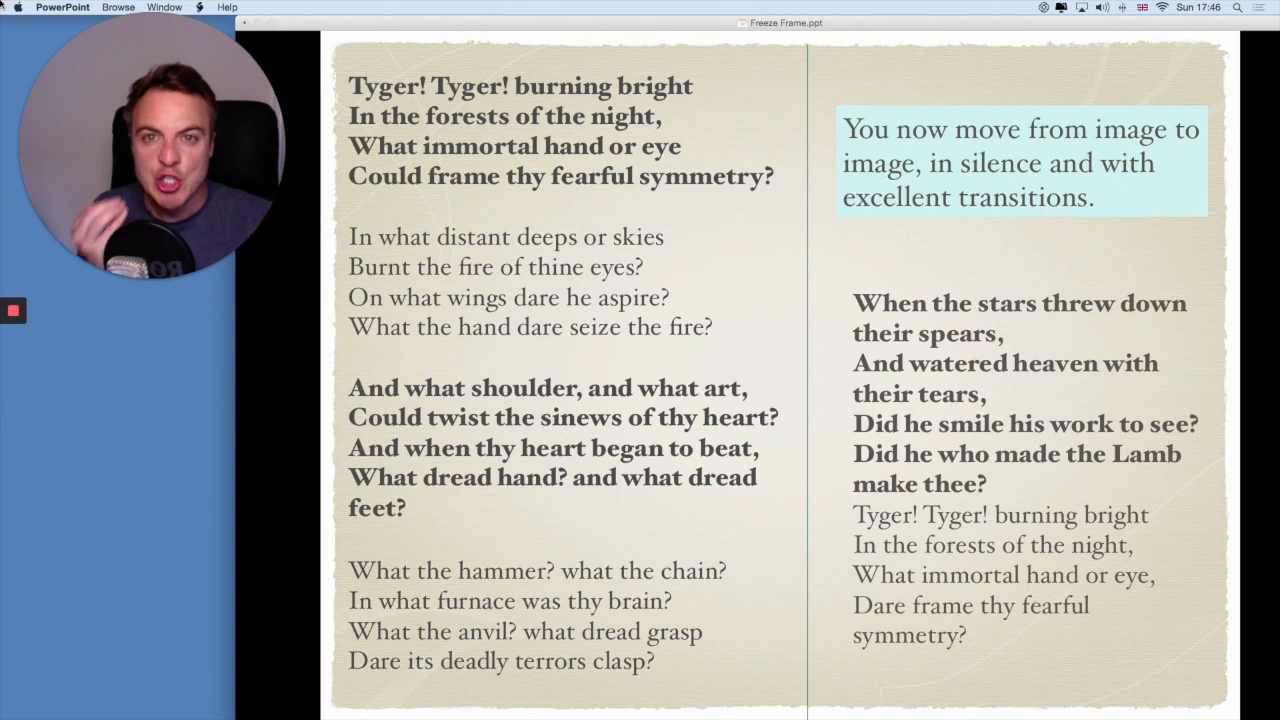 PowerPoint Browse Window Help
Sun 17:46
Freeze Frame.ppt
Tyger! Tyger! burning bright
In the forests of the night,
What immortal hand or eye
Could frame thy fearful symmetry?
In what distant deeps or skies
Burnt the fire of thine eyes?
On what wings dare he aspire?
What the hand dare seize the fire?
And what shoulder, and what art,
Could twist the sinews of thy heart?
And when thy heart began to beat,
What dread hand? and what dread
feet?
What the hammer? what the chain?
In what furnace was thy brain?
What the anvil? what dread grasp
Dare its deadly terrors clasp?
You now move from image to
image, in silence and with
excellent transitions.
When the stars threw down
their spears,
And watered heaven with
their tears,
Did he smile his work to see?
Did he who made the Lamb
make thee?
Tyger! Tyger! burning bright
In the forests of the night,
What immortal hand or eye,
Dare frame thy fearful
symmetry?